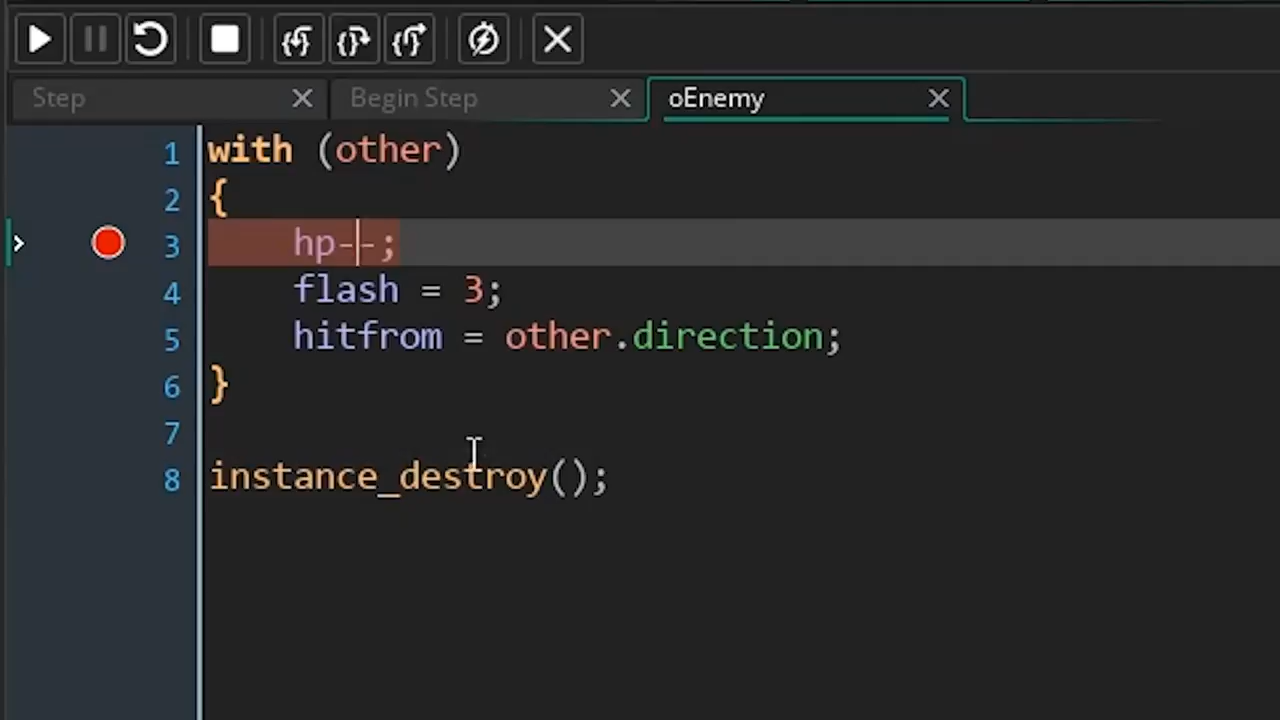 Step Begin Step oEnemy
1 with (other)
2 {
3 hp--;
4 flash = 3;
5 hitfrom = other.direction;
6 }
7
8 instance_destroy();